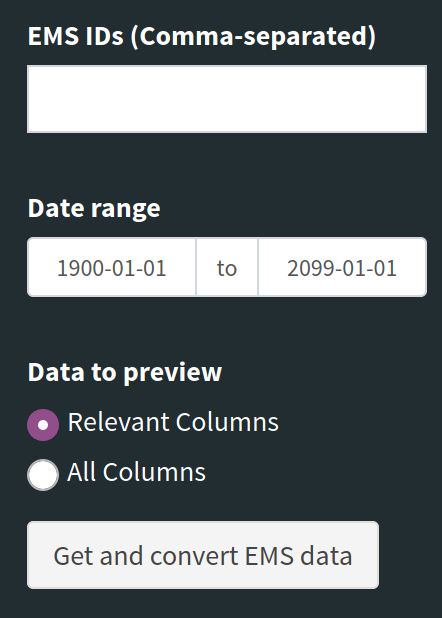 EMS IDs (Comma-separated)
Date range
1900-01-01 to 2099-01-01
Data to preview
Relevant Columns
All Columns
Get and convert EMS data